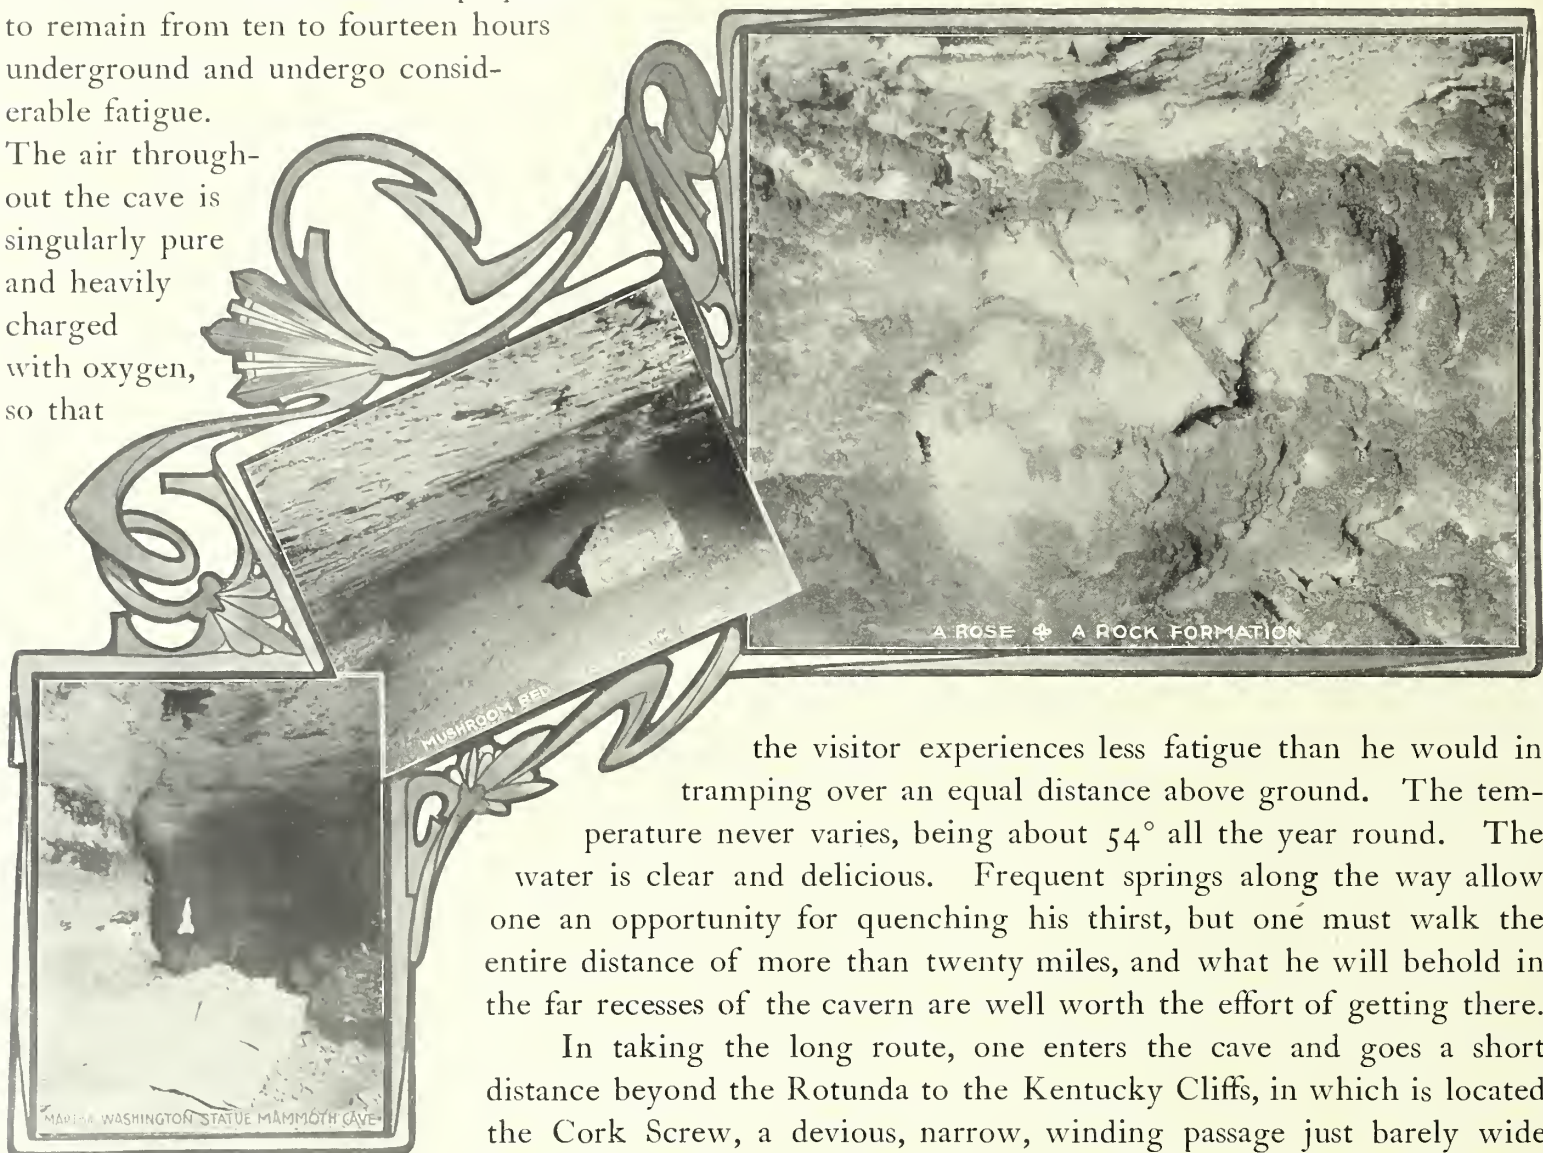 to remain from ten to fourteen hours
underground and undergo consid-
erable fatigue.
The air through-
out the cave is
singularly pure
and heavily
charged
with oxygen,
so that
A ROSE A ROCK FORMATION
MUSHROOM BED
WASHINGTON STATUE MAMMOTH CAVE
the visitor experiences less fatigue than he would in
tramping over an equal distance above ground. The tem-
perature never varies, being about 54° all the year round. The
water is clear and delicious. Frequent springs along the way allow
one an opportunity for quenching his thirst, but one must walk the
entire distance of more than twenty miles, and what he will behold in
the far recesses of the cavern are well worth the effort of getting there.
In taking the long route, one enters the cave and goes a short
distance beyond the Rotunda to the Kentucky Cliffs, in which is located
the Cork Screw, a devious, narrow, winding passage just barely wide